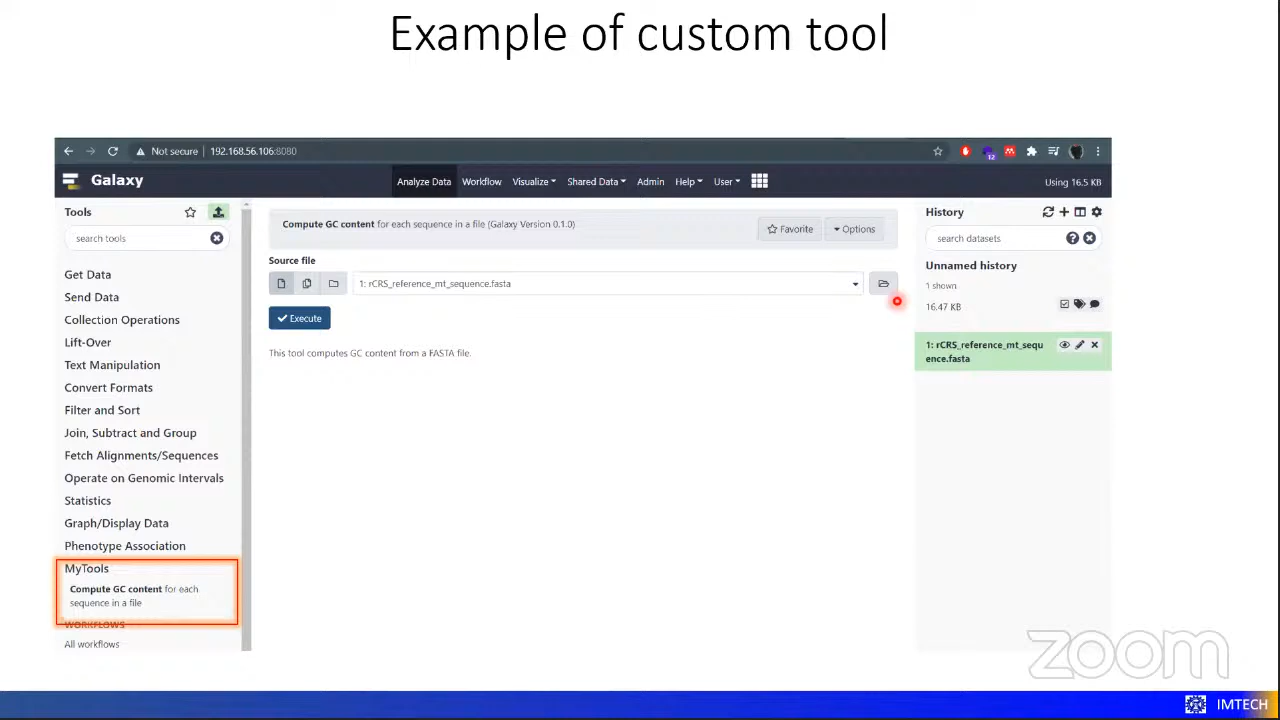 Example of custom tool
Not secure | 192.168.56.106:8080
12
Galaxy
Analyze Data Workflow Visualize Shared Data Admin Help User
Using 16.5 KB
Tools
search tools
Get Data
Send Data
Collection Operations
Lift-Over
Text Manipulation
Convert Formats
Filter and Sort
Join, Subtract and Group
Fetch Alignments/Sequences
Operate on Genomic Intervals
Statistics
Graph/Display Data
Phenotype Association
MyTools
Compute GC content for each
sequence in a file
WORKFLOWS
All workflows
Compute GC content for each sequence in a file (Galaxy Version 0.1.0)
Favorite
Options
Source file
1: rCRS_reference_mt_sequence.fasta
Execute
This tool computes GC content from a FASTA file.
History
search datasets
Unnamed history
1 shown
16.47 KB
1: rCRS_reference_mt_sequ
ence.fasta
zoom
IMTECH